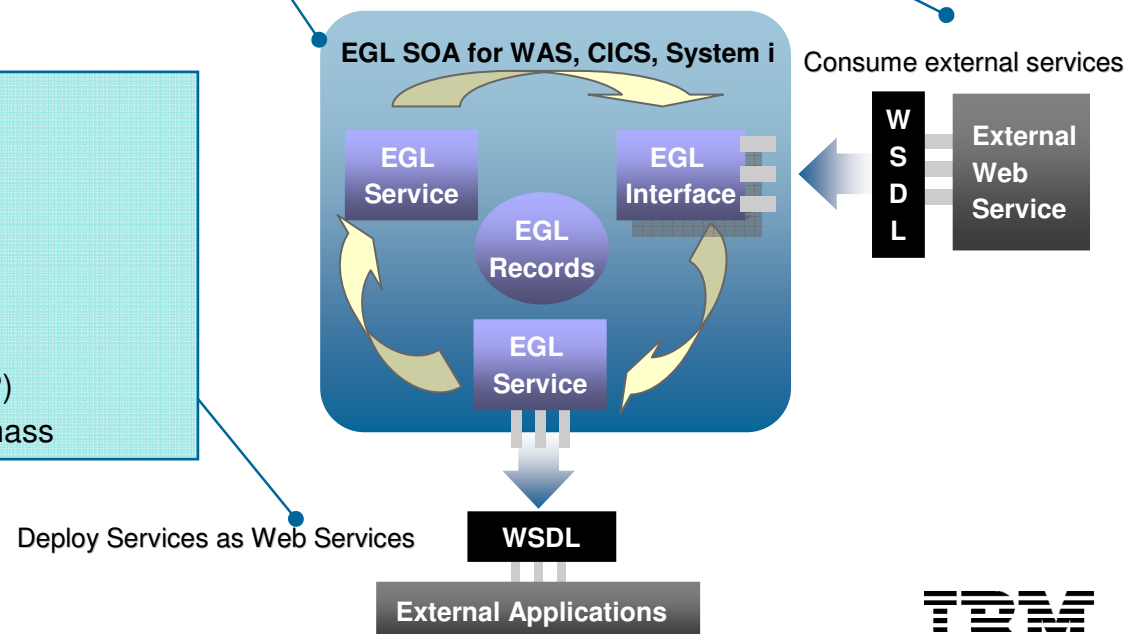 EGL SOA for WAS, CICS, System i
Consume external services
EGL
Service
EGL
Interface
W
S
D
L
External
Web
Service
EGL
Records
EGL
Service
Deploy Services as Web Services
WSDL
External Applications
IBM